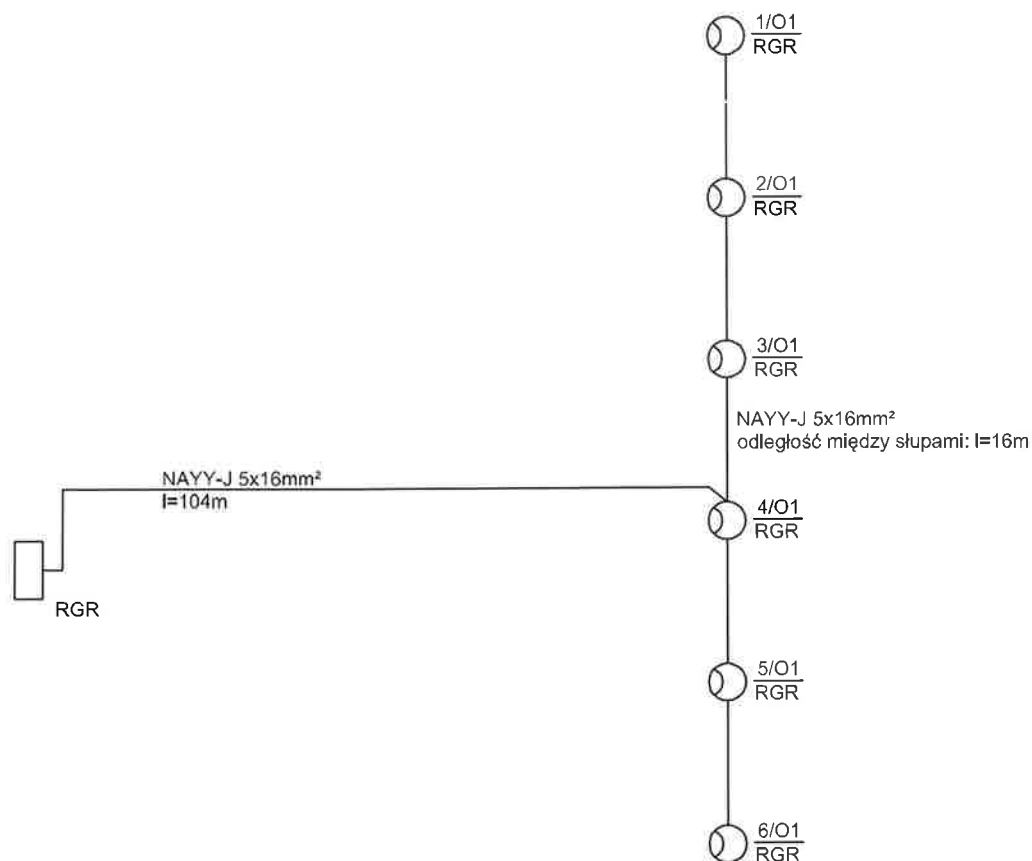 1/O1
RGR
2/O1
RGR
3/O1
RGR
NAYY-J 5x16mm²
odległość między słupami: l=16m
NAYY-J 5x16mm²
l=104m
4/O1
RGR
RGR
5/O1
RGR
6/O1
RGR